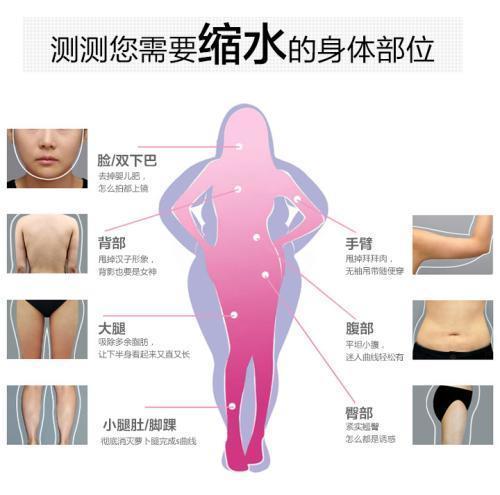 测测您需要缩水的身体部位
脸/双下巴
去掉婴儿肥，
怎么拍都上镜
背部
甩掉汉子形象，
背影也要是女神
手臂
甩掉拜拜肉，
无袖吊带随便穿
大腿
吸除多余脂肪，
让下半身看起来又直又长
腹部
平坦小腹，
迷人曲线轻松有
小腿肚/脚踝
彻底消灭萝卜腿完成s曲线
臀部
紧实翘臀
怎么都是诱惑